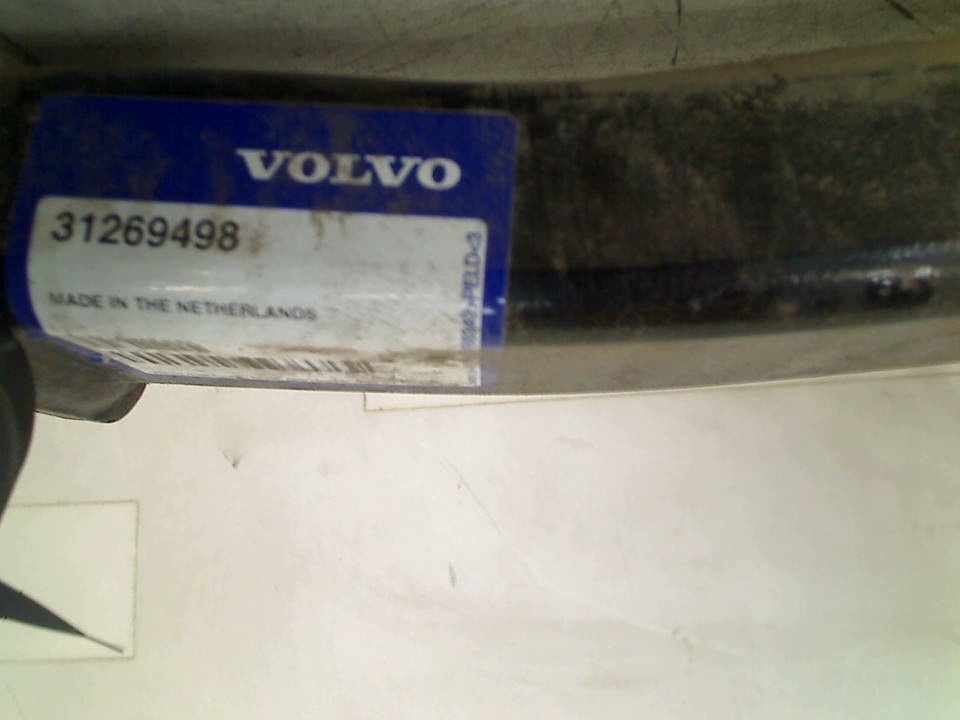 VOLVO
31269498
MADE IN THE NETHERLANDS